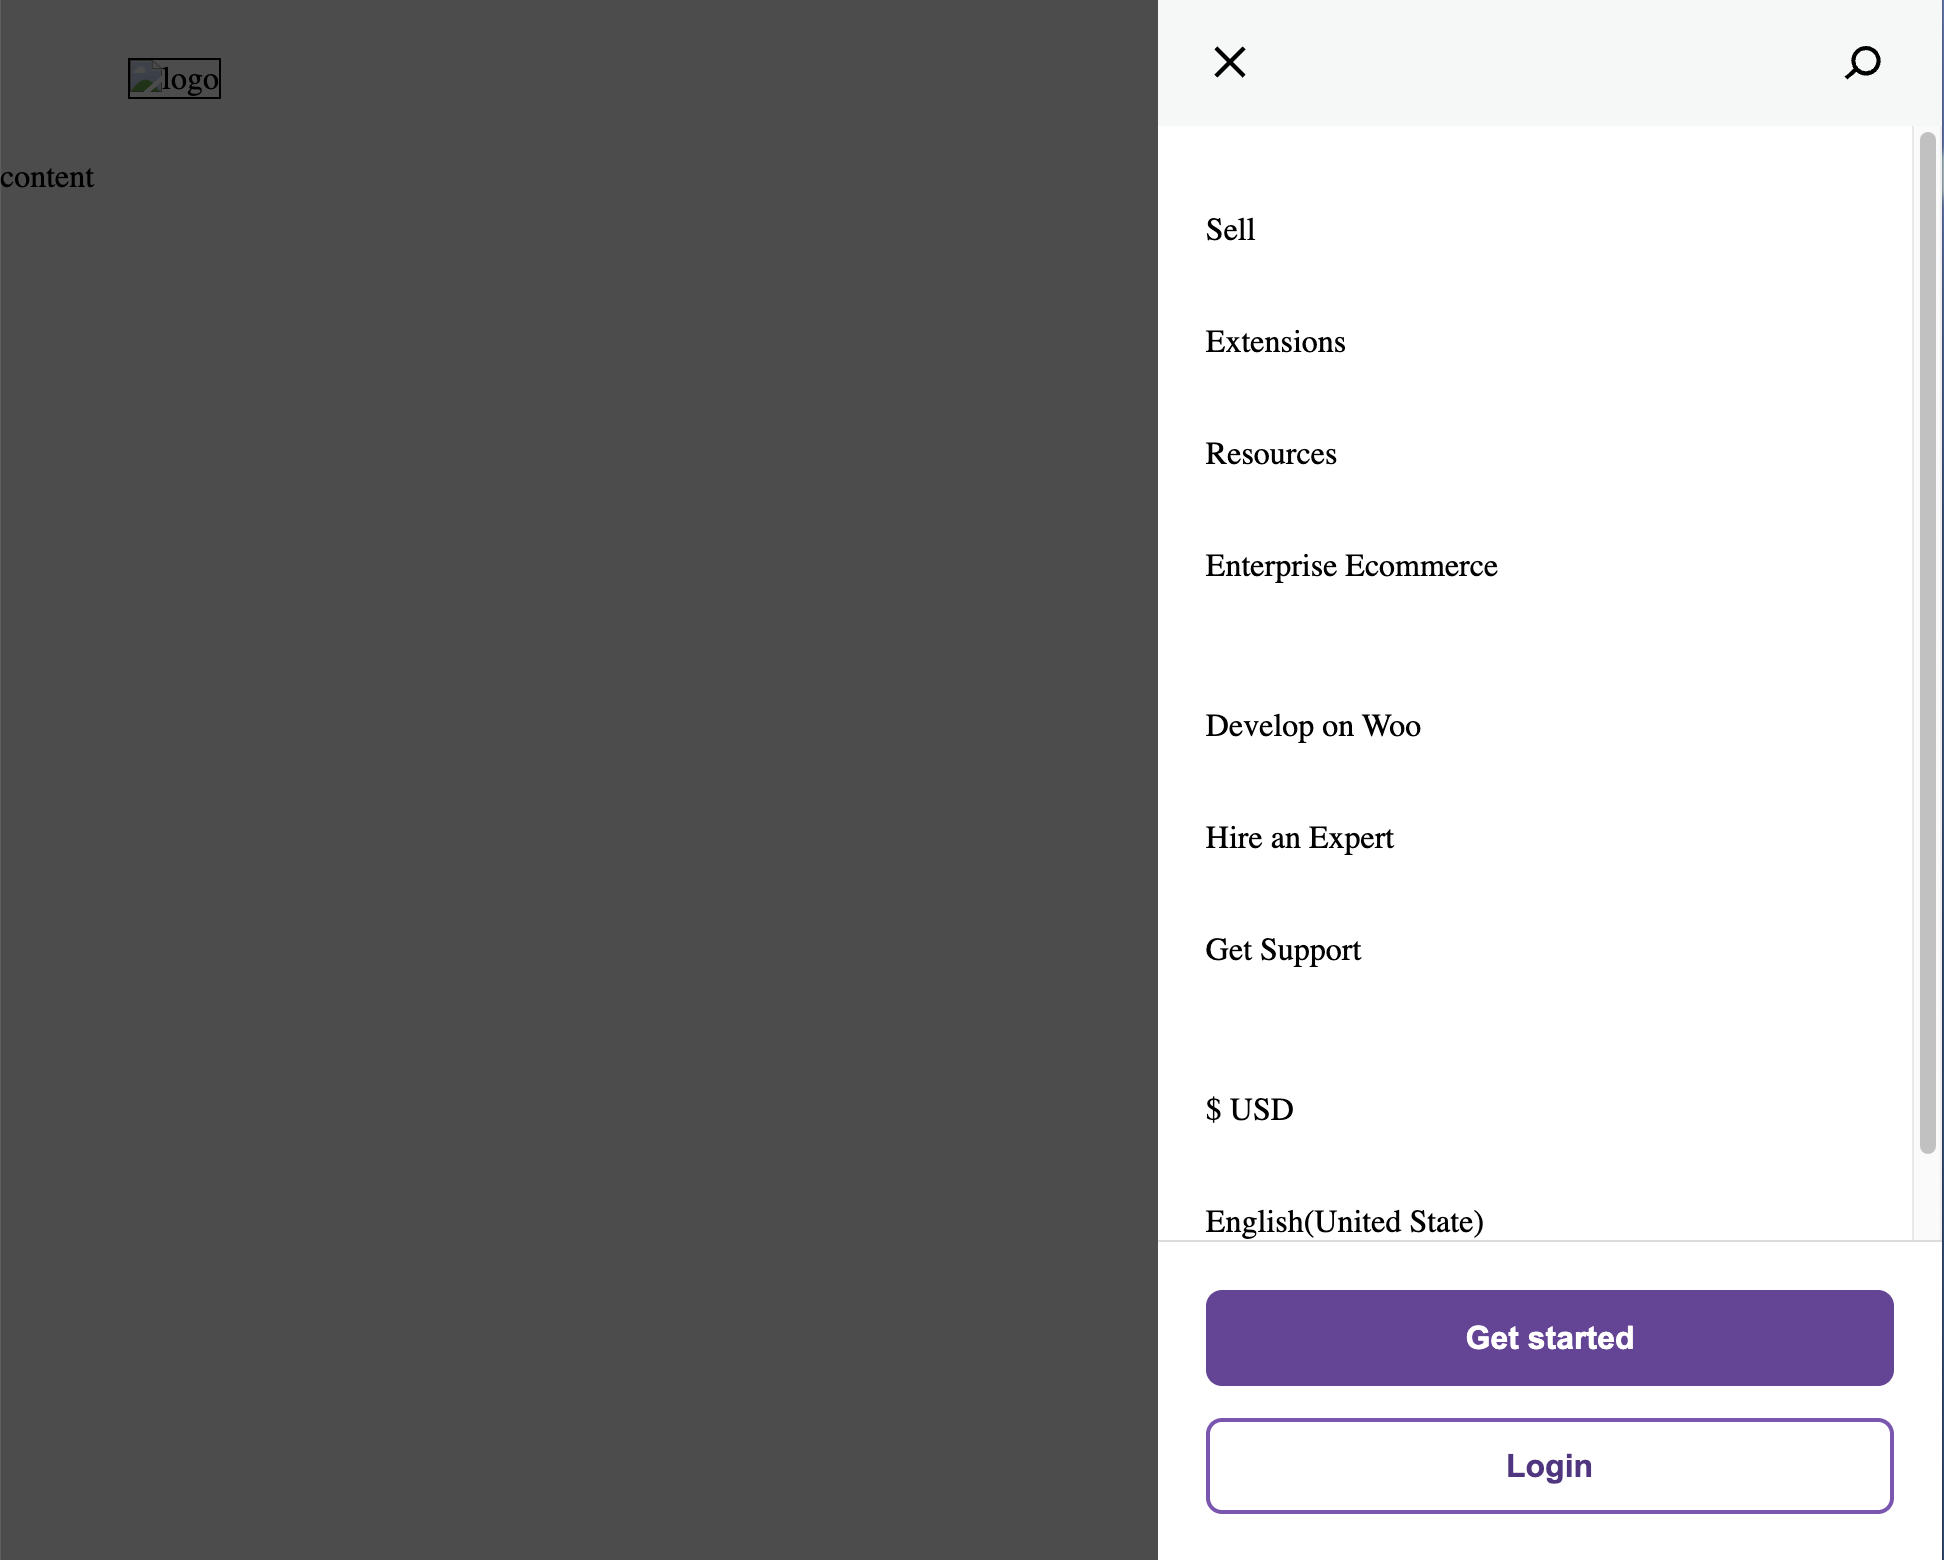 logo
content
Sell
Extensions
Resources
Enterprise Ecommerce
Develop on Woo
Hire an Expert
Get Support
$ USD
English(United State)
Get started
Login